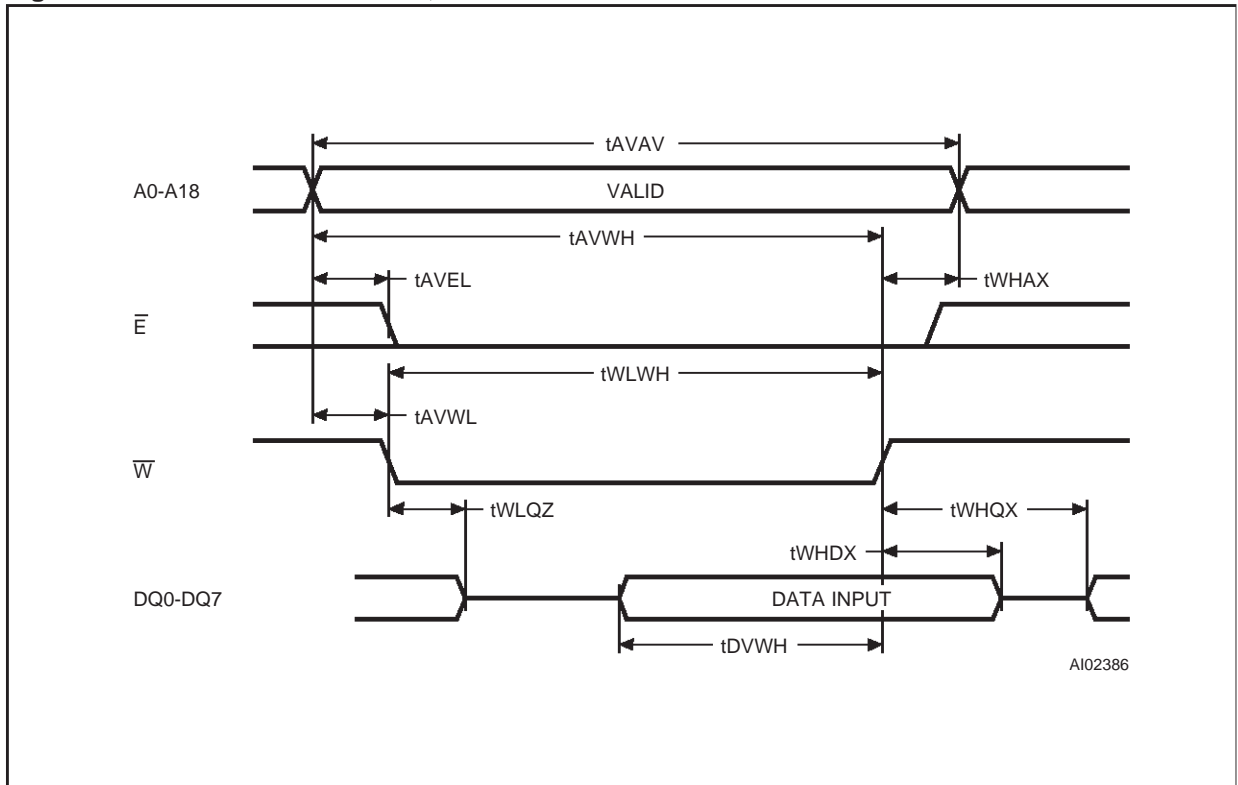 tAVAV
A0-A18
VALID
tAVWH
tAVEL
tWHAX
E
tWLWH
tAVWL
W
tWLQZ
tWHQX
tWHDX
DQ0-DQ7
DATA INPUT
tDVWH
AI02386